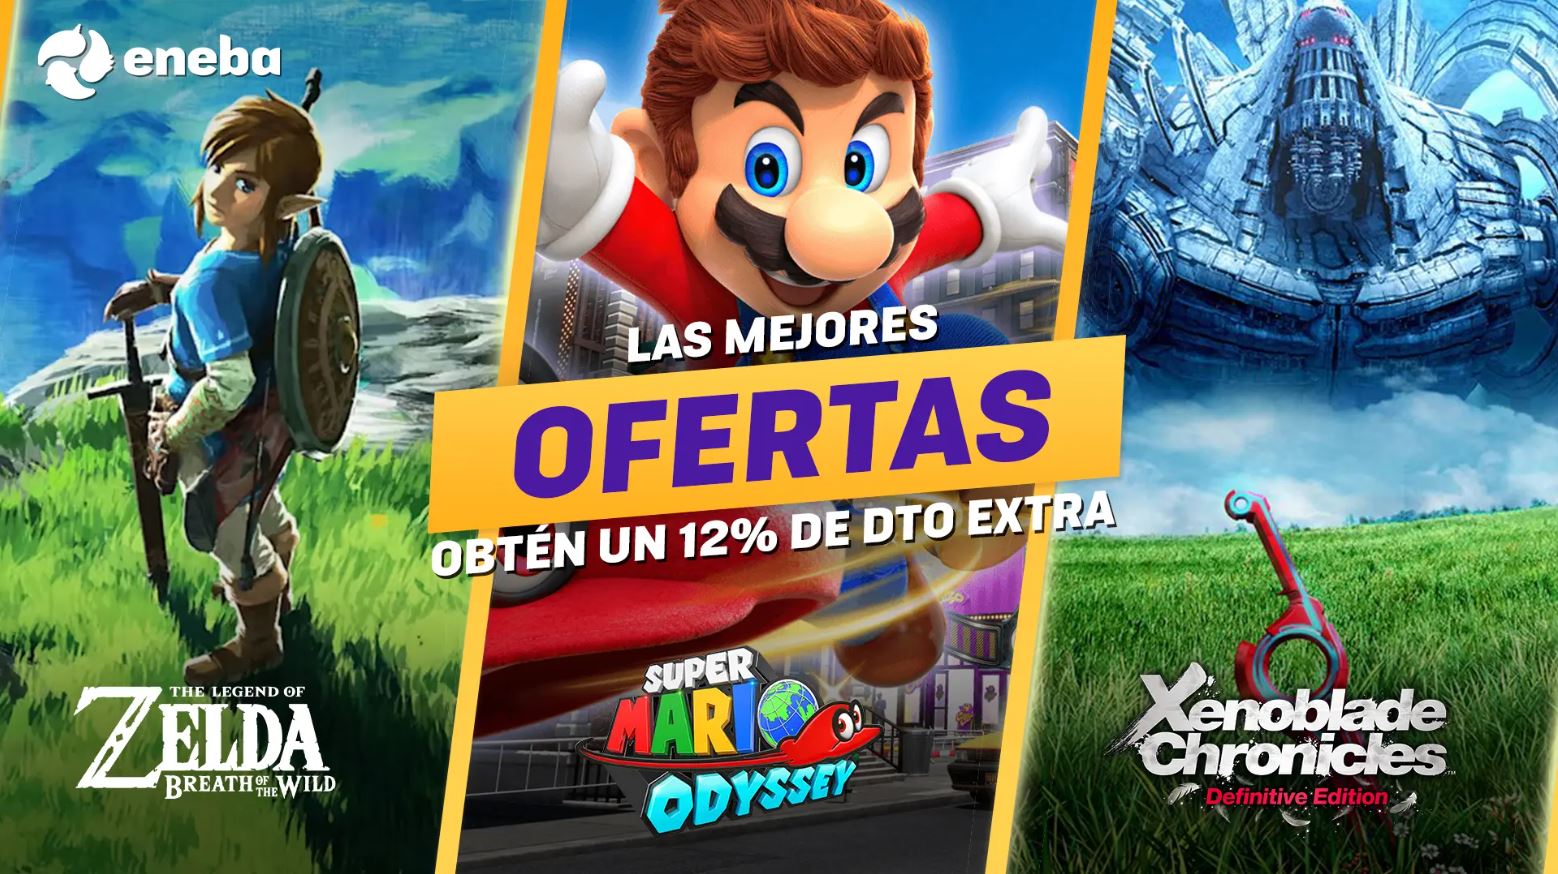 eneba
LAS MEJORES
OFERTAS
OBTÉN UN 12% DE DTO EXTRA
THE LEGEND OF
ZELDA
BREATH OF THE WILD
SUPER
MARIO
ODYSSEY
Xenoblade
Chronicles
Definitive Edition